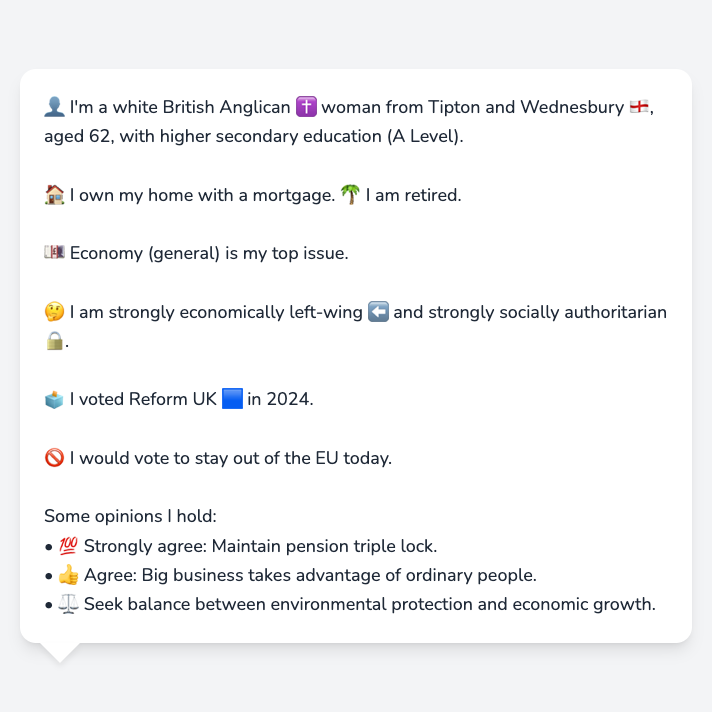 👤 I'm a white British Anglican ✝️ woman from Tipton and Wednesbury 🏴󠁧󠁢󠁥󠁮󠁧󠁿,
aged 62, with higher secondary education (A Level).
🏠 I own my home with a mortgage. 🌴 I am retired.
💷 Economy (general) is my top issue.
🤔 I am strongly economically left-wing ⬅️ and strongly socially authoritarian
🔒.
🗳️ I voted Reform UK 🟦 in 2024.
🚫 I would vote to stay out of the EU today.
Some opinions I hold:
• 💯 Strongly agree: Maintain pension triple lock.
• 👍 Agree: Big business takes advantage of ordinary people.
• ⚖️ Seek balance between environmental protection and economic growth.